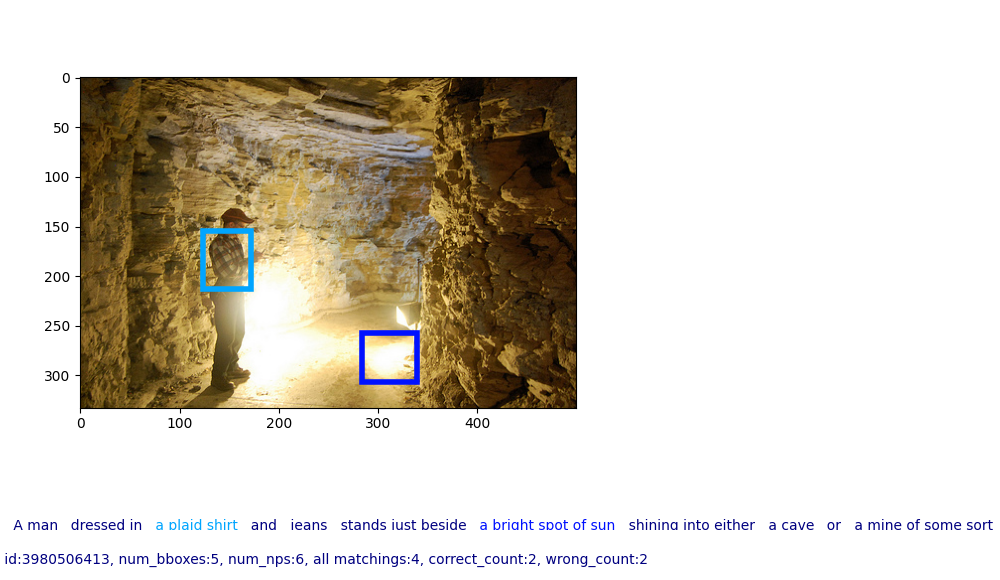 0
50
100
150
200
250
300
0 100 200 300 400
A man dressed in a plaid shirt and jeans stands just beside a bright spot of sun shining into either a cave or a mine of some sort
id:3980506413, num_bboxes:5, num_nps:6, all matchings:4, correct_count:2, wrong_count:2